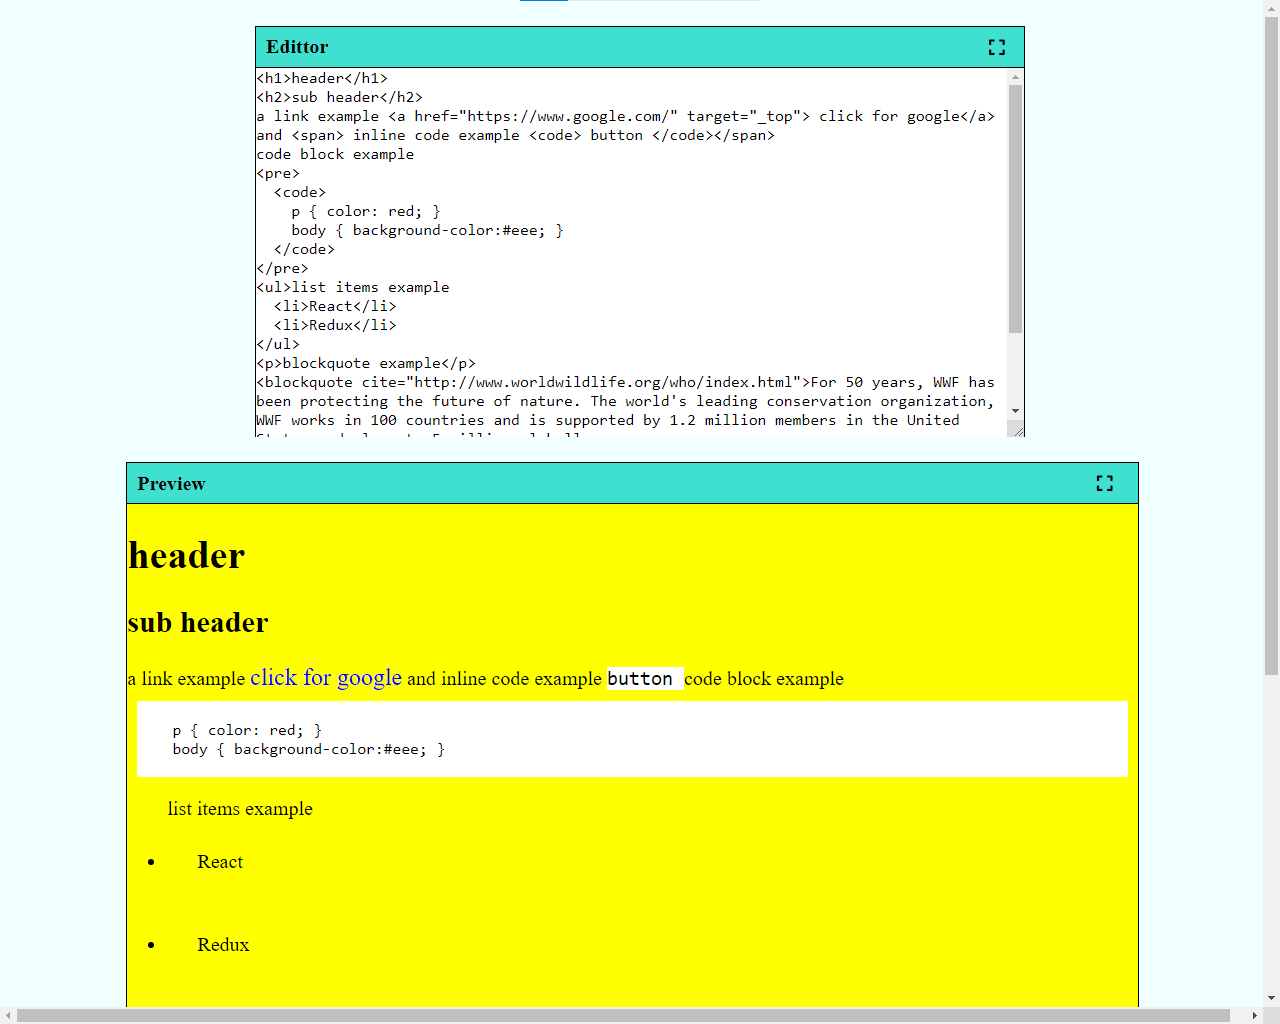 Edittor
<h1>header</h1>
<h2>sub header</h2>
a link example <a href="https://www.google.com/" target="_top"> click for google</a>
and <span> inline code example <code> button </code></span>
code block example
<pre>
  <code>
    p { color: red; }
    body { background-color:#eee; }
  </code>
</pre>
<ul>list items example
  <li>React</li>
  <li>Redux</li>
</ul>
<p>blockquote example</p>
<blockquote cite="http://www.worldwildlife.org/who/index.html">For 50 years, WWF has
been protecting the future of nature. The world's leading conservation organization,
WWF works in 100 countries and is supported by 1.2 million members in the United
Preview
header
sub header
a link example click for google and inline code example button code block example
p { color: red; }
body { background-color:#eee; }
list items example
• React
• Redux